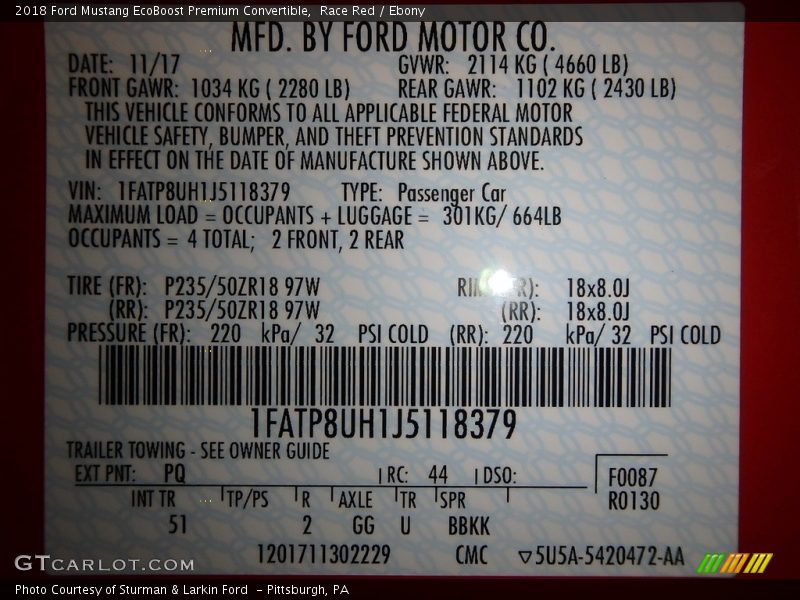 2018 Ford Mustang EcoBoost Premium Convertible, Race Red / Ebony
MFD. BY FORD MOTOR CO.
DATE: 11/17 GVWR: 2114 KG ( 4660 LB)
FRONT GAWR: 1034 KG ( 2280 LB) REAR GAWR: 1102 KG ( 2430 LB)
THIS VEHICLE CONFORMS TO ALL APPLICABLE FEDERAL MOTOR
VEHICLE SAFETY, BUMPER, AND THEFT PREVENTION STANDARDS
IN EFFECT ON THE DATE OF MANUFACTURE SHOWN ABOVE.
VIN: 1FATP8UH1J5118379 TYPE: Passenger Car
MAXIMUM LOAD = OCCUPANTS + LUGGAGE = 301KG/ 664LB
OCCUPANTS = 4 TOTAL; 2 FRONT, 2 REAR
TIRE (FR): P235/50ZR18 97W 18x8.0J
(RR): P235/50ZR18 97W (RR): 18x8.0J
PRESSURE (FR): 220 kPa/ 32 PSI COLD (RR): 220 kPa/ 32 PSI COLD
1FATP8UH1J5118379
TRAILER TOWING - SEE OWNER GUIDE
EXT PNT: PQ RC: 44 DSO: F0087
INT TR TP/PS R AXLE TR SPR R0130
51 2 GG U BBKK
1201711302229 CMC ▽5U5A-5420472-AA
GTCARLOT.COM
Photo Courtesy of Sturman & Larkin Ford - Pittsburgh, PA